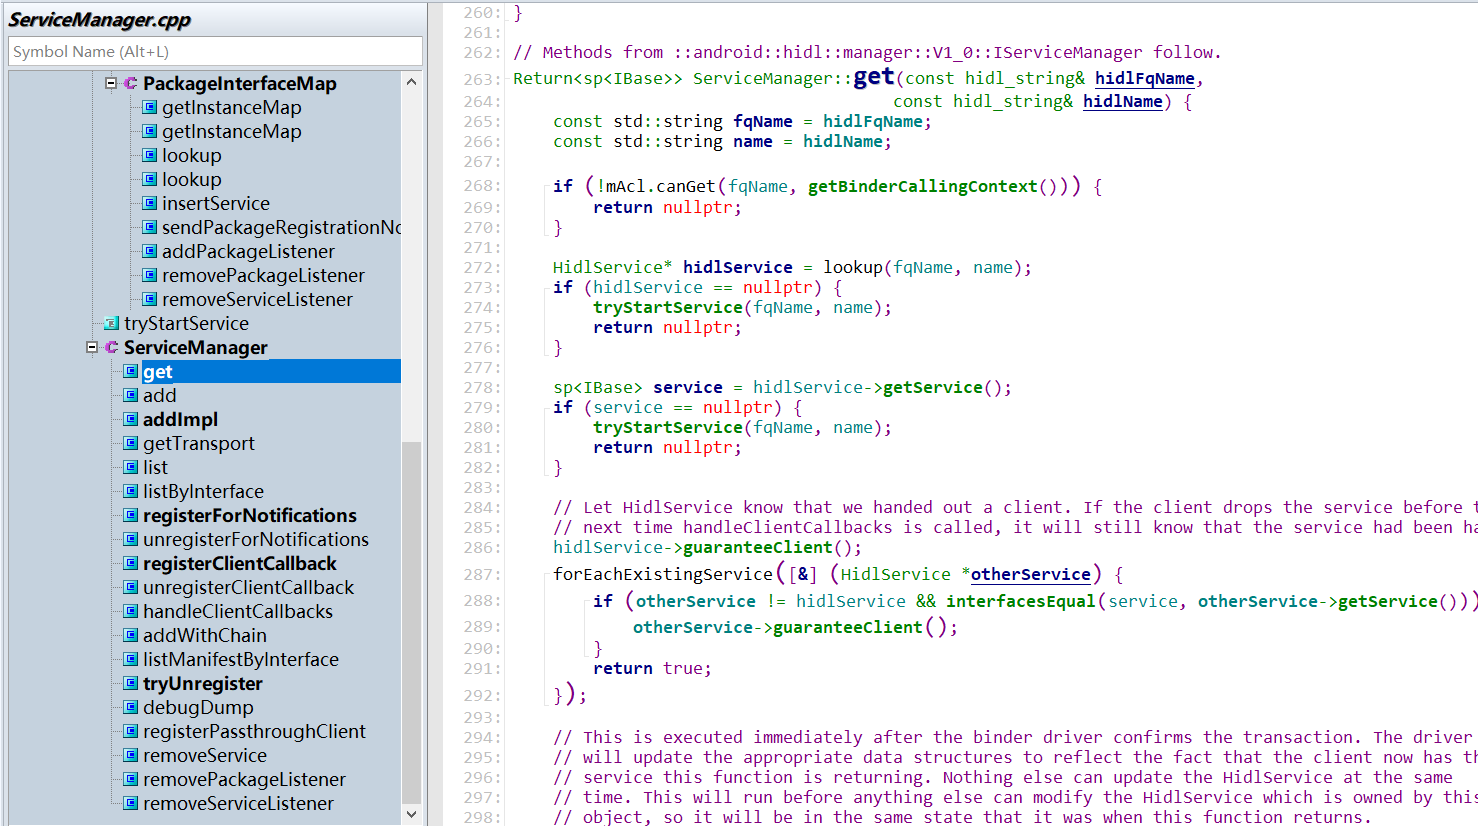 ServiceManager.cpp
Symbol Name (Alt+L)
PackageInterfaceMap
getInstanceMap
getInstanceMap
lookup
lookup
insertService
sendPackageRegistrationNo
addPackageListener
removePackageListener
removeServiceListener
tryStartService
ServiceManager
get
add
addImpl
getTransport
list
listByInterface
registerForNotifications
unregisterForNotifications
registerClientCallback
unregisterClientCallback
handleClientCallbacks
addWithChain
listManifestByInterface
tryUnregister
debugDump
registerPassthroughClient
removeService
removePackageListener
removeServiceListener
260: }
261:
262: // Methods from ::android::hidl::manager::V1_0::IServiceManager follow.
263: Return<sp<IBase>> ServiceManager::get(const hidl_string& hidlFqName,
264: const hidl_string& hidlName) {
265: const std::string fqName = hidlFqName;
266: const std::string name = hidlName;
267:
268: if (!mAcl.canGet(fqName, getBinderCallingContext())) {
269: return nullptr;
270: }
271:
272: HidlService* hidlService = lookup(fqName, name);
273: if (hidlService == nullptr) {
274: tryStartService(fqName, name);
275: return nullptr;
276: }
277:
278: sp<IBase> service = hidlService->getService();
279: if (service == nullptr) {
280: tryStartService(fqName, name);
281: return nullptr;
282: }
283:
284: // Let HidlService know that we handed out a client. If the client drops the service before t
285: // next time handleClientCallbacks is called, it will still know that the service had been ha
286: hidlService->guaranteeClient();
287: forEachExistingService([&] (HidlService *otherService) {
288: if (otherService != hidlService && interfacesEqual(service, otherService->getService()))
289: otherService->guaranteeClient();
290: }
291: return true;
292: });
293:
294: // This is executed immediately after the binder driver confirms the transaction. The driver
295: // will update the appropriate data structures to reflect the fact that the client now has th
296: // service this function is returning. Nothing else can update the HidlService at the same
297: // time. This will run before anything else can modify the HidlService which is owned by this
298: // object, so it will be in the same state that it was when this function returns.